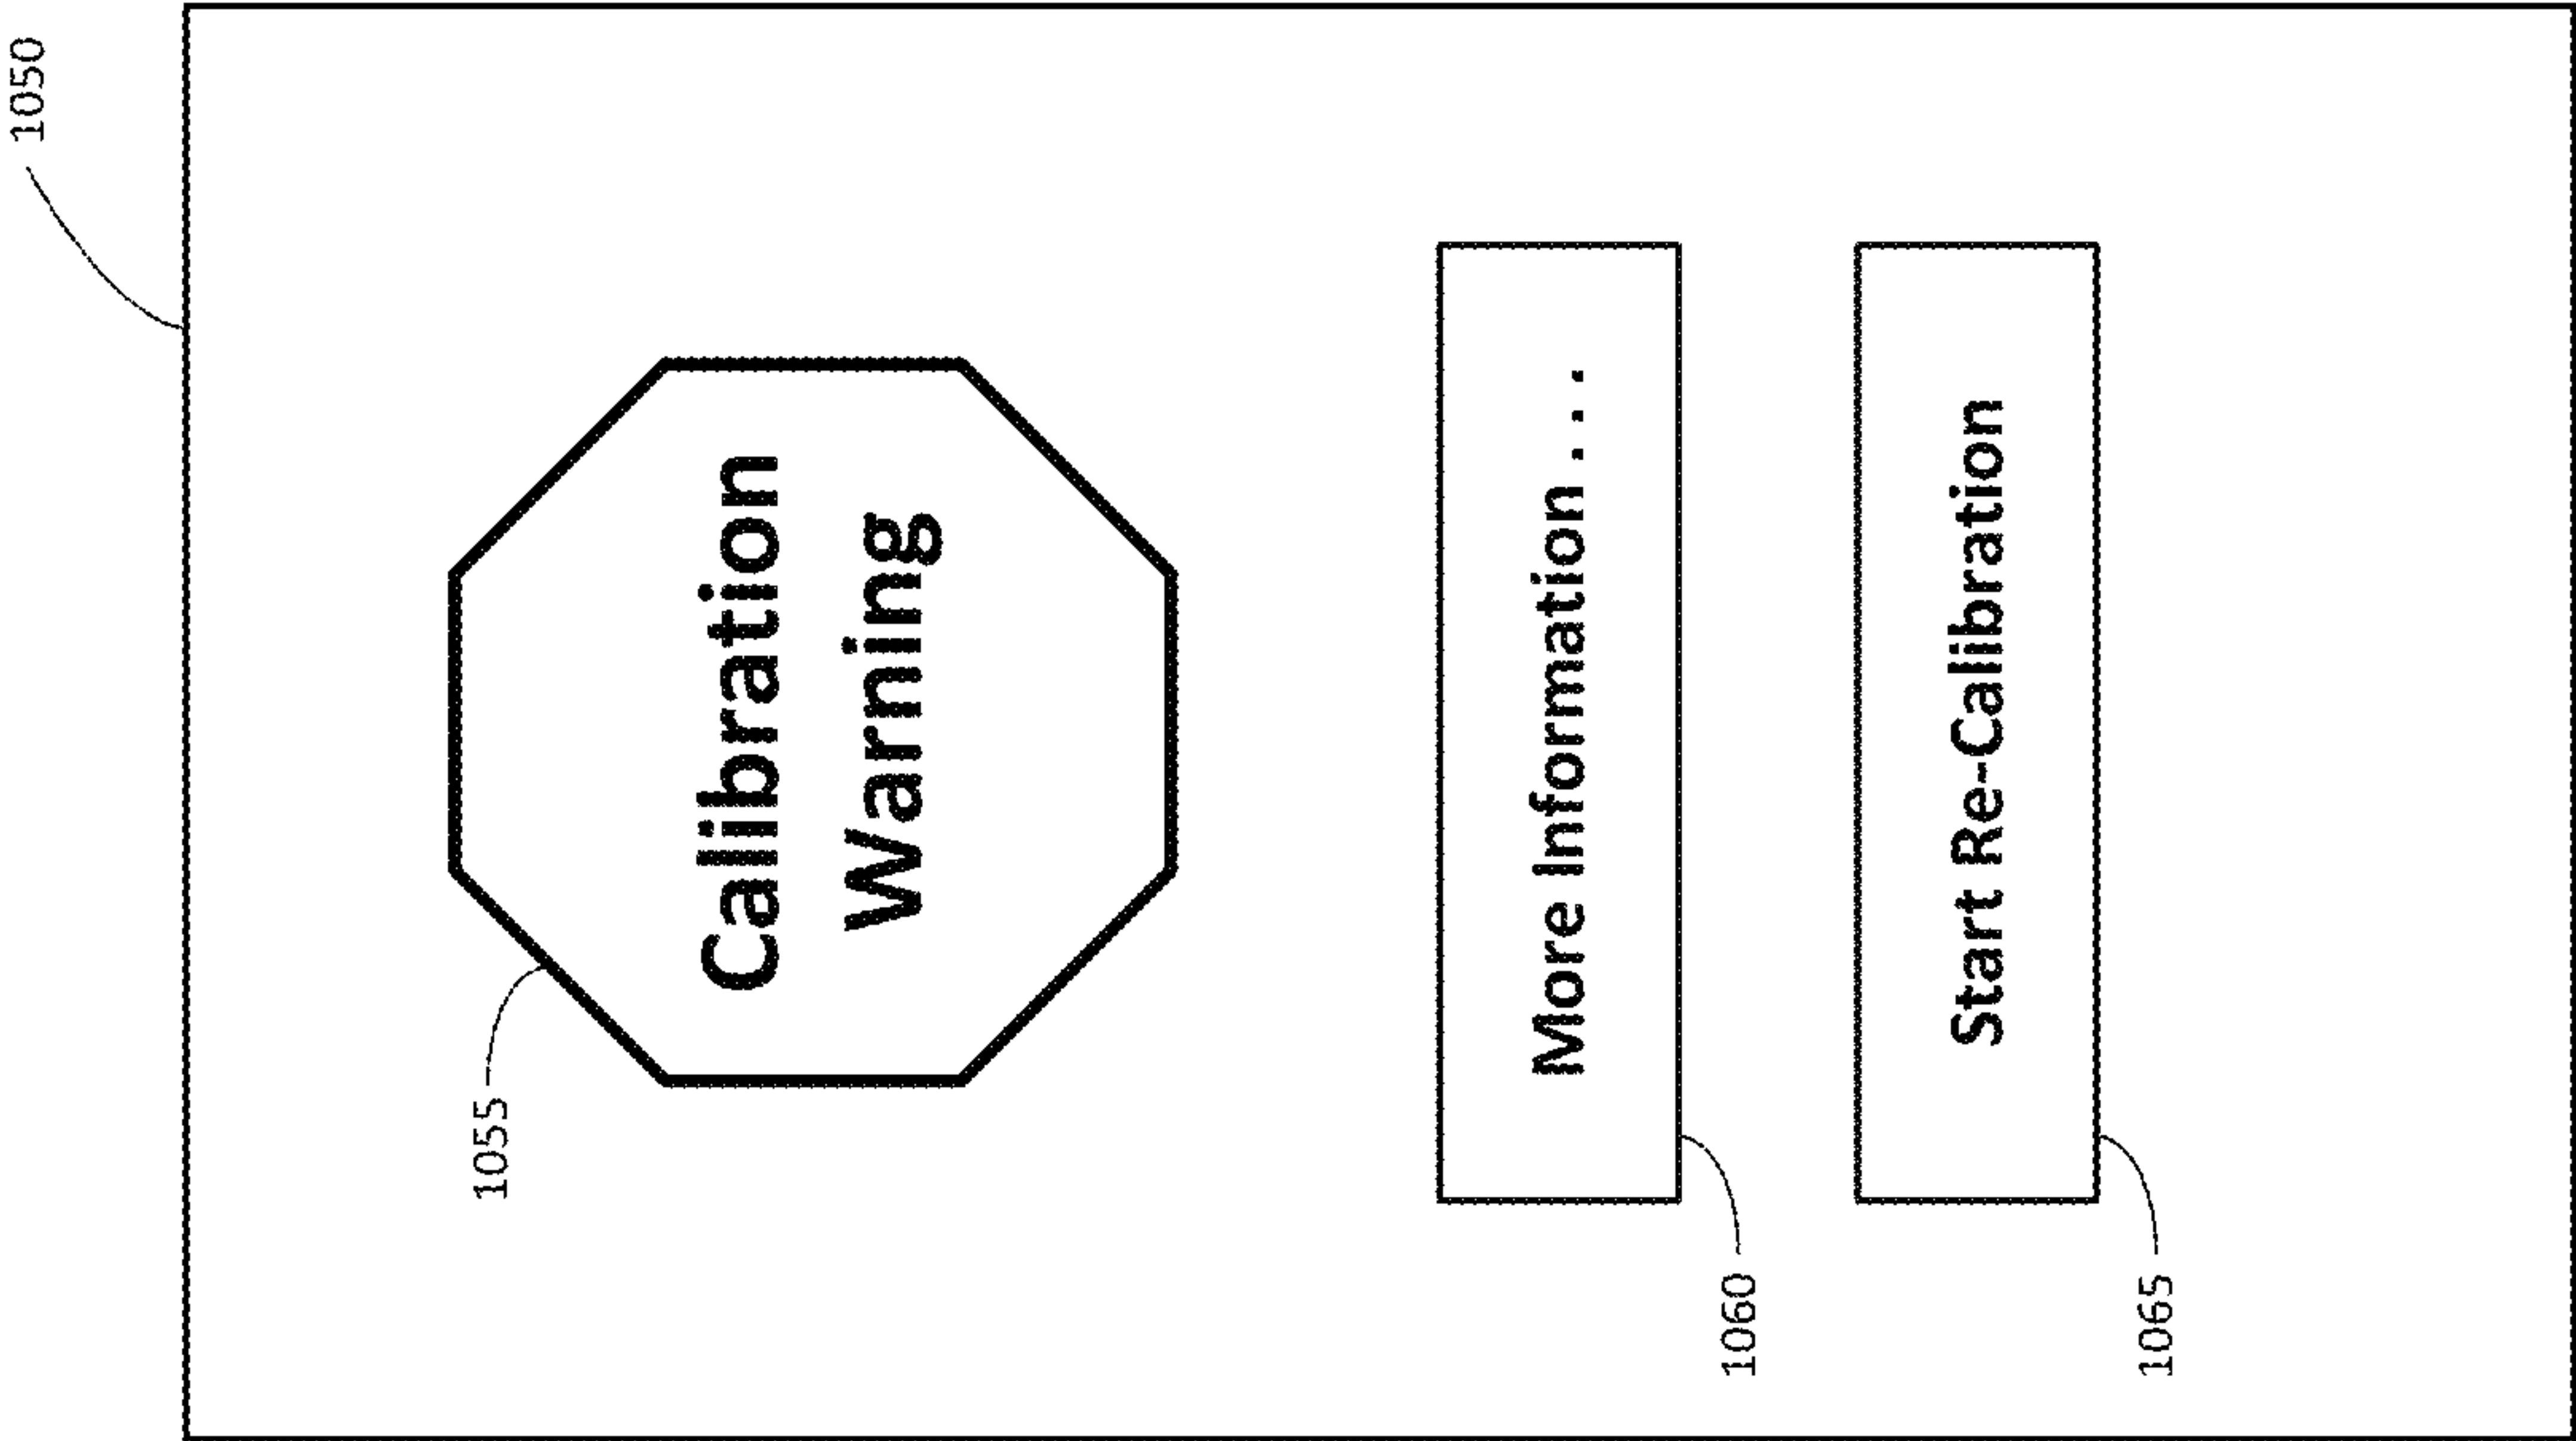 1050
1055
Calibration
Warning
More Information . . .
1060
Start Re-Calibration
1065